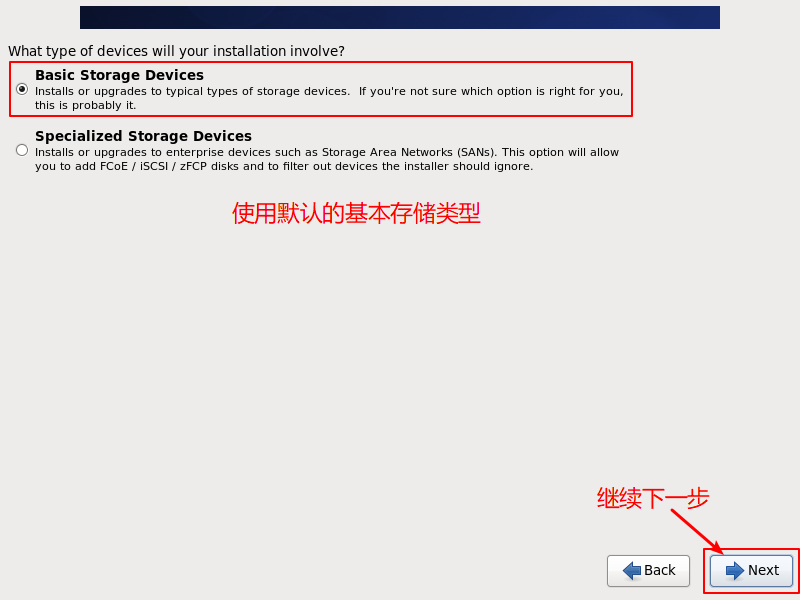 What type of devices will your installation involve?
Basic Storage Devices
Installs or upgrades to typical types of storage devices.  If you're not sure which option is right for you,
this is probably it.
Specialized Storage Devices
Installs or upgrades to enterprise devices such as Storage Area Networks (SANs). This option will allow
you to add FCoE / iSCSI / zFCP disks and to filter out devices the installer should ignore.
使用默认的基本存储类型
继续下一步
Back
Next